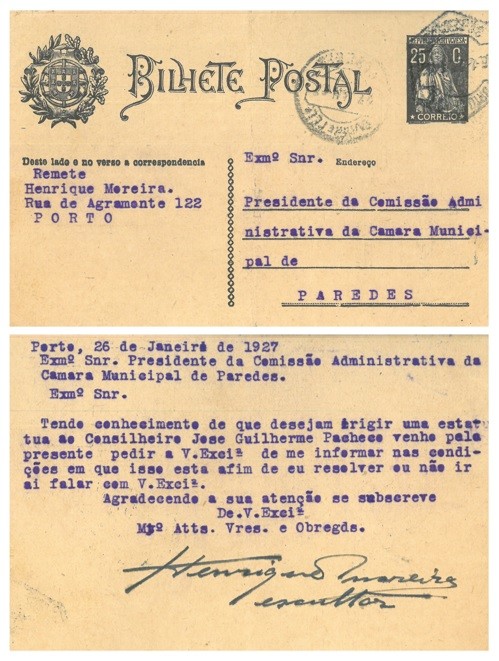 BILHETE POSTAL
25 C.
CORREIO
Deste lado e no verso a correspondencia
Remete
Henrique Moreira.
Rua de Agramonte 122
PORTO
Exmº Snr. Endereço
Presidente da Comissão Admi
nistrativa da Camara Munici-
pal de
PAREDES
Porto, 26 de Janeiró de 1927
Exmº Snr. Presidente da Comissão Administrativa da
Camara Municipal de Paredes.
Exmº Snr.
Tendo conhecimento de que desejam érigir uma estat
tua ao Consilheiro Jose Guilherme Pacheco venho pela
presente pedir a V.Exciª de me informar nas condi-
ções em que isso esta afim de eu resolver ou não ir
ai falar com V.Exciª.
Agradecendo a sua atenção se subscreve
De.V.Exciª
Mtº Atts. Vres. e Obregds.
Henrique Moreira
escultor